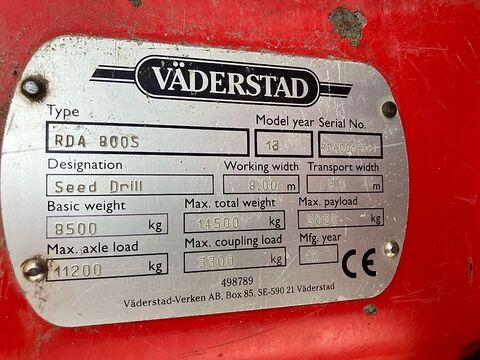 VÄDERSTAD
Type Model year Serial No.
RDA 800S 13
Designation Working width Transport width
Seed Drill 8.00 m m
Basic weight Max. total weight Max. payload
8500 kg 14500 kg kg
Max. axle load Max. coupling load Mfg. year
11200 kg 3300 kg 12 CE
498789
Väderstad-Verken AB, Box 85, SE-590 21 Väderstad